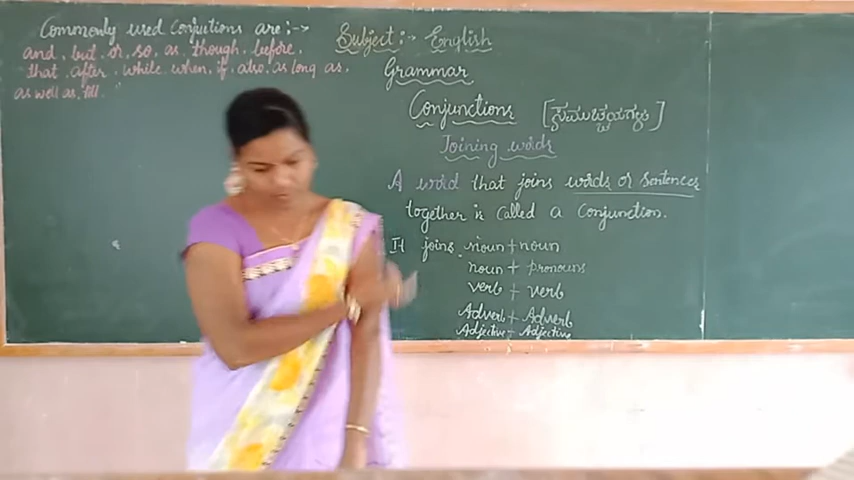 Commonly used Conjuctions are :->
and, but, or, so, as, though, before,
that, after, while, when, if, also, as long as,
as well as, till.
Subject :- English
Grammar
Conjunctions
Joining words
A word that joins words or sentences
together is called a Conjunction.
It joins. noun + noun
noun + pronouns
verb + verb
Adverb + Adverb
Adjective + Adjective